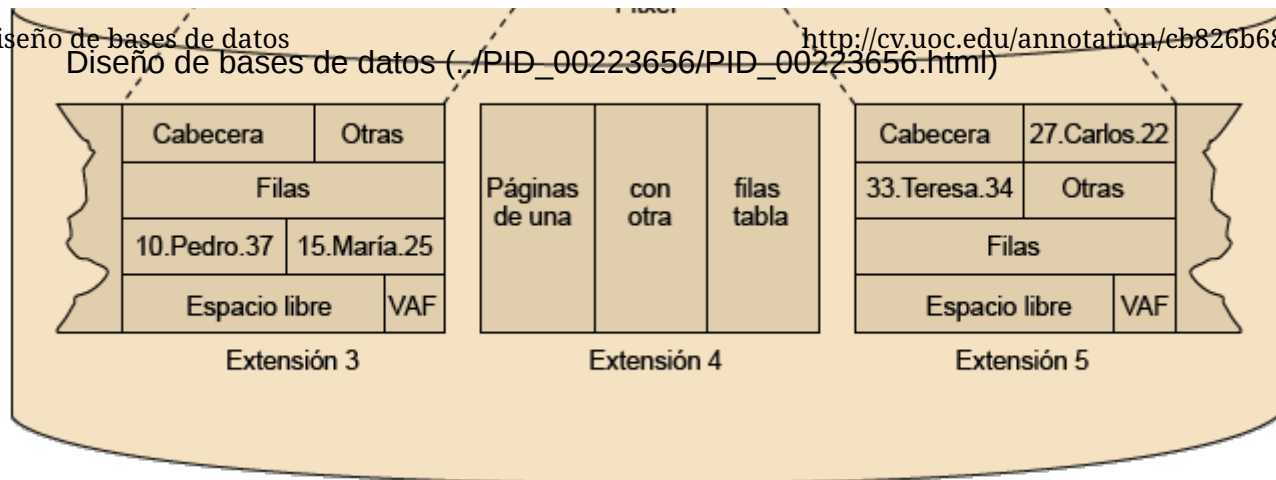 iseño de bases de datos
http://cv.uoc.edu/annotation/cb826b68
Diseño de bases de datos (../PID_00223656/PID_00223656.html)
Cabecera
Otras
Filas
10.Pedro.37
15.María.25
Espacio libre
VAF
Extensión 3
Páginas
de una
con
otra
filas
tabla
Extensión 4
Cabecera
27.Carlos.22
33.Teresa.34
Otras
Filas
Espacio libre
VAF
Extensión 5